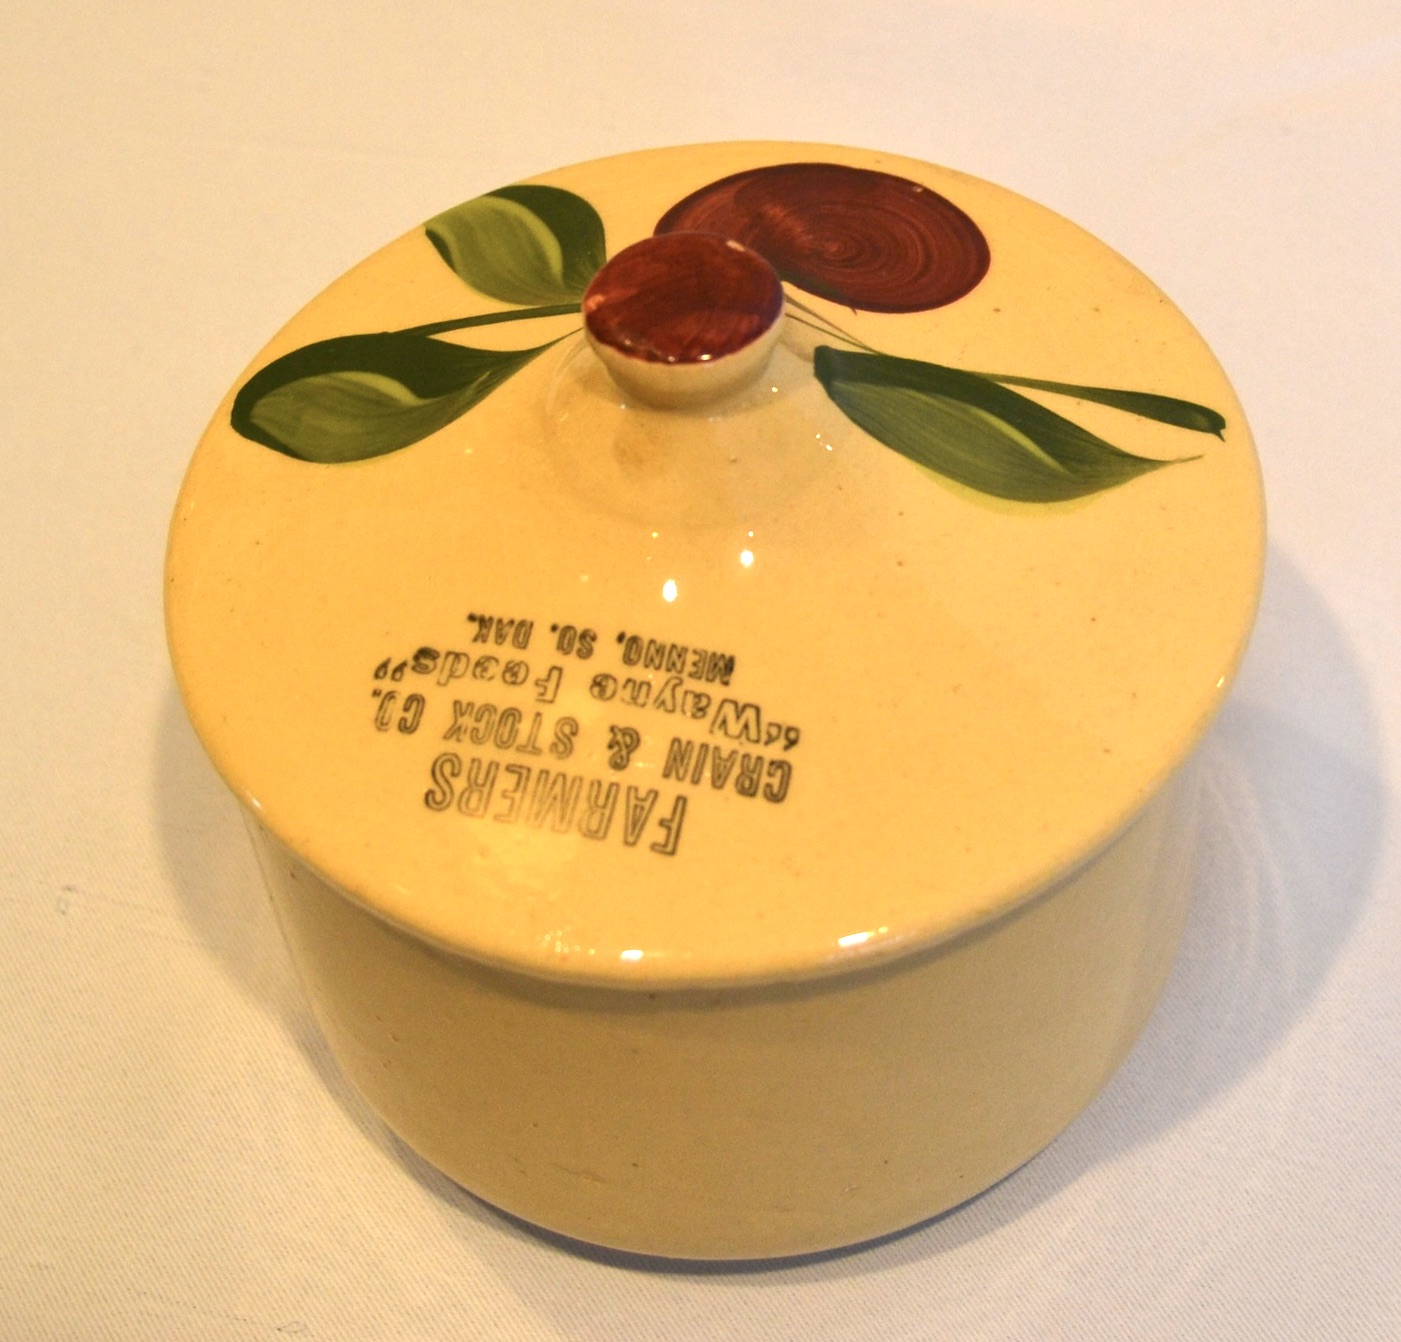 FARMERS
GRAIN & STOCK CO.
“Wayne Feeds”
MENNO, SO. DAK.